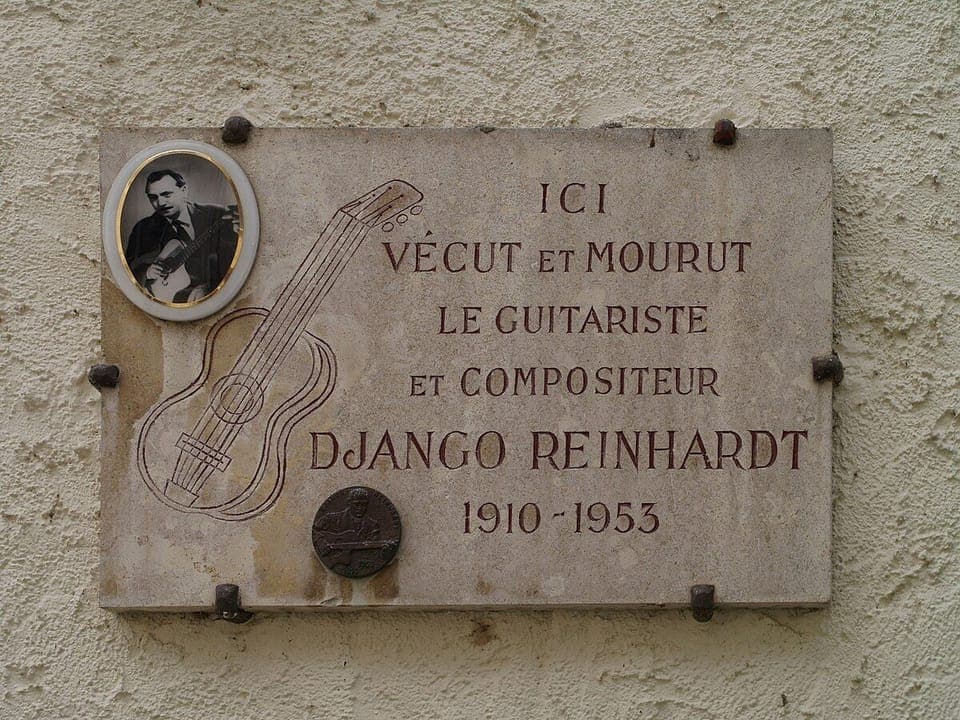 ICI
VÉCUT ET MOURUT
LE GUITARISTE
ET COMPOSITEUR
DJANGO REINHARDT
1910-1953